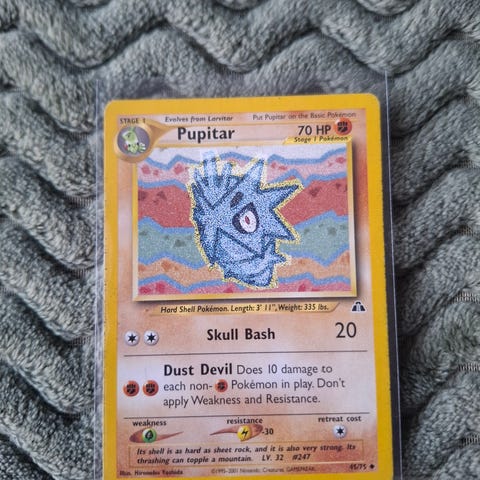 STAGE 1 Evolves from Larvitar Put Pupitar on the Basic Pokémon
Pupitar 70 HP
Stage 1 Pokémon
Hard Shell Pokémon. Length: 3' 11", Weight: 335 lbs.
Skull Bash 20
Dust Devil Does 10 damage to
each non- Pokémon in play. Don't
apply Weakness and Resistance.
weakness resistance retreat cost
-30
Its shell is as hard as sheet rock, and it is also very strong. Its
thrashing can topple a mountain. LV. 32 #247
Illus. Hironobu Yoshida ©1995-2001 Nintendo, Creatures, GAMEFREAK. 45/75